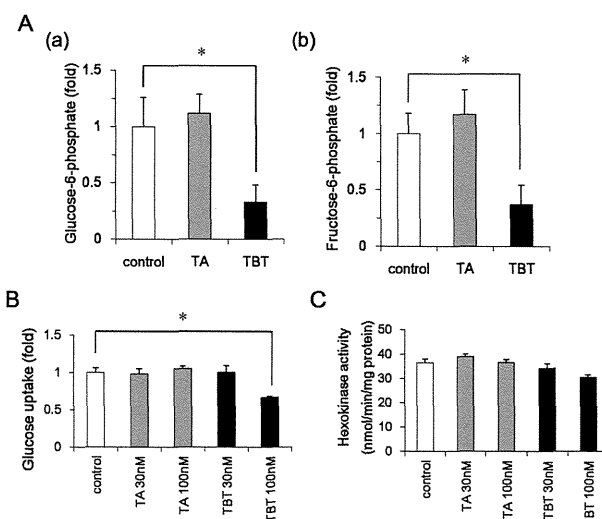 A
(a)
*
Glucose-6-phosphate (fold)
1.5
1
0.5
0
control TA TBT
(b)
*
Fructose-6-phosphate (fold)
1.5
1
0.5
0
control TA TBT
B
*
Glucose uptake (fold)
1.5
1
0.5
0
control
TA 30nM
TA 100nM
TBT 30nM
TBT 100nM
C
Hexokinase activity
(nmol/min/mg protein)
50
40
30
20
10
0
control
TA 30nM
TA 100nM
TBT 30nM
BT 100nM